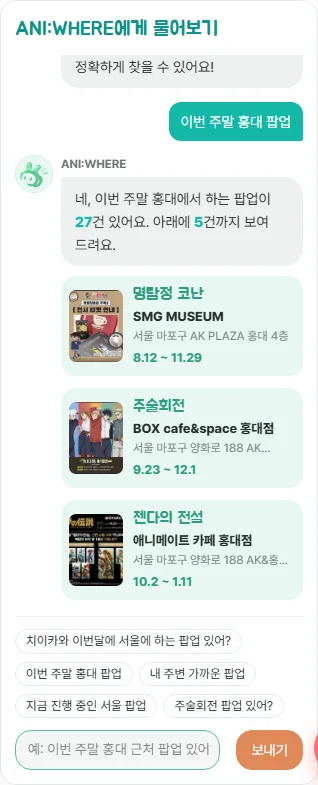 ANI:WHERE에게 물어보기
정확하게 찾을 수 있어요!
이번 주말 홍대 팝업
ANI:WHERE
네, 이번 주말 홍대에서 하는 팝업이
27건 있어요. 아래에 5건까지 보여
드려요.
명탐정 코난
SMG MUSEUM
서울 마포구 AK PLAZA 홍대 4층
8.12 ~ 11.29
주술회전
BOX cafe&space 홍대점
서울 마포구 양화로 188 AK...
9.23 ~ 12.1
젠다의 전설
애니메이트 카페 홍대점
서울 마포구 양화로 188 AK&홍...
10.2 ~ 1.11
치이카와 이번달에 서울에 하는 팝업 있어?
이번 주말 홍대 팝업
내 주변 가까운 팝업
지금 진행 중인 서울 팝업
주술회전 팝업 있어?
예: 이번 주말 홍대 근처 팝업 있어
보내기